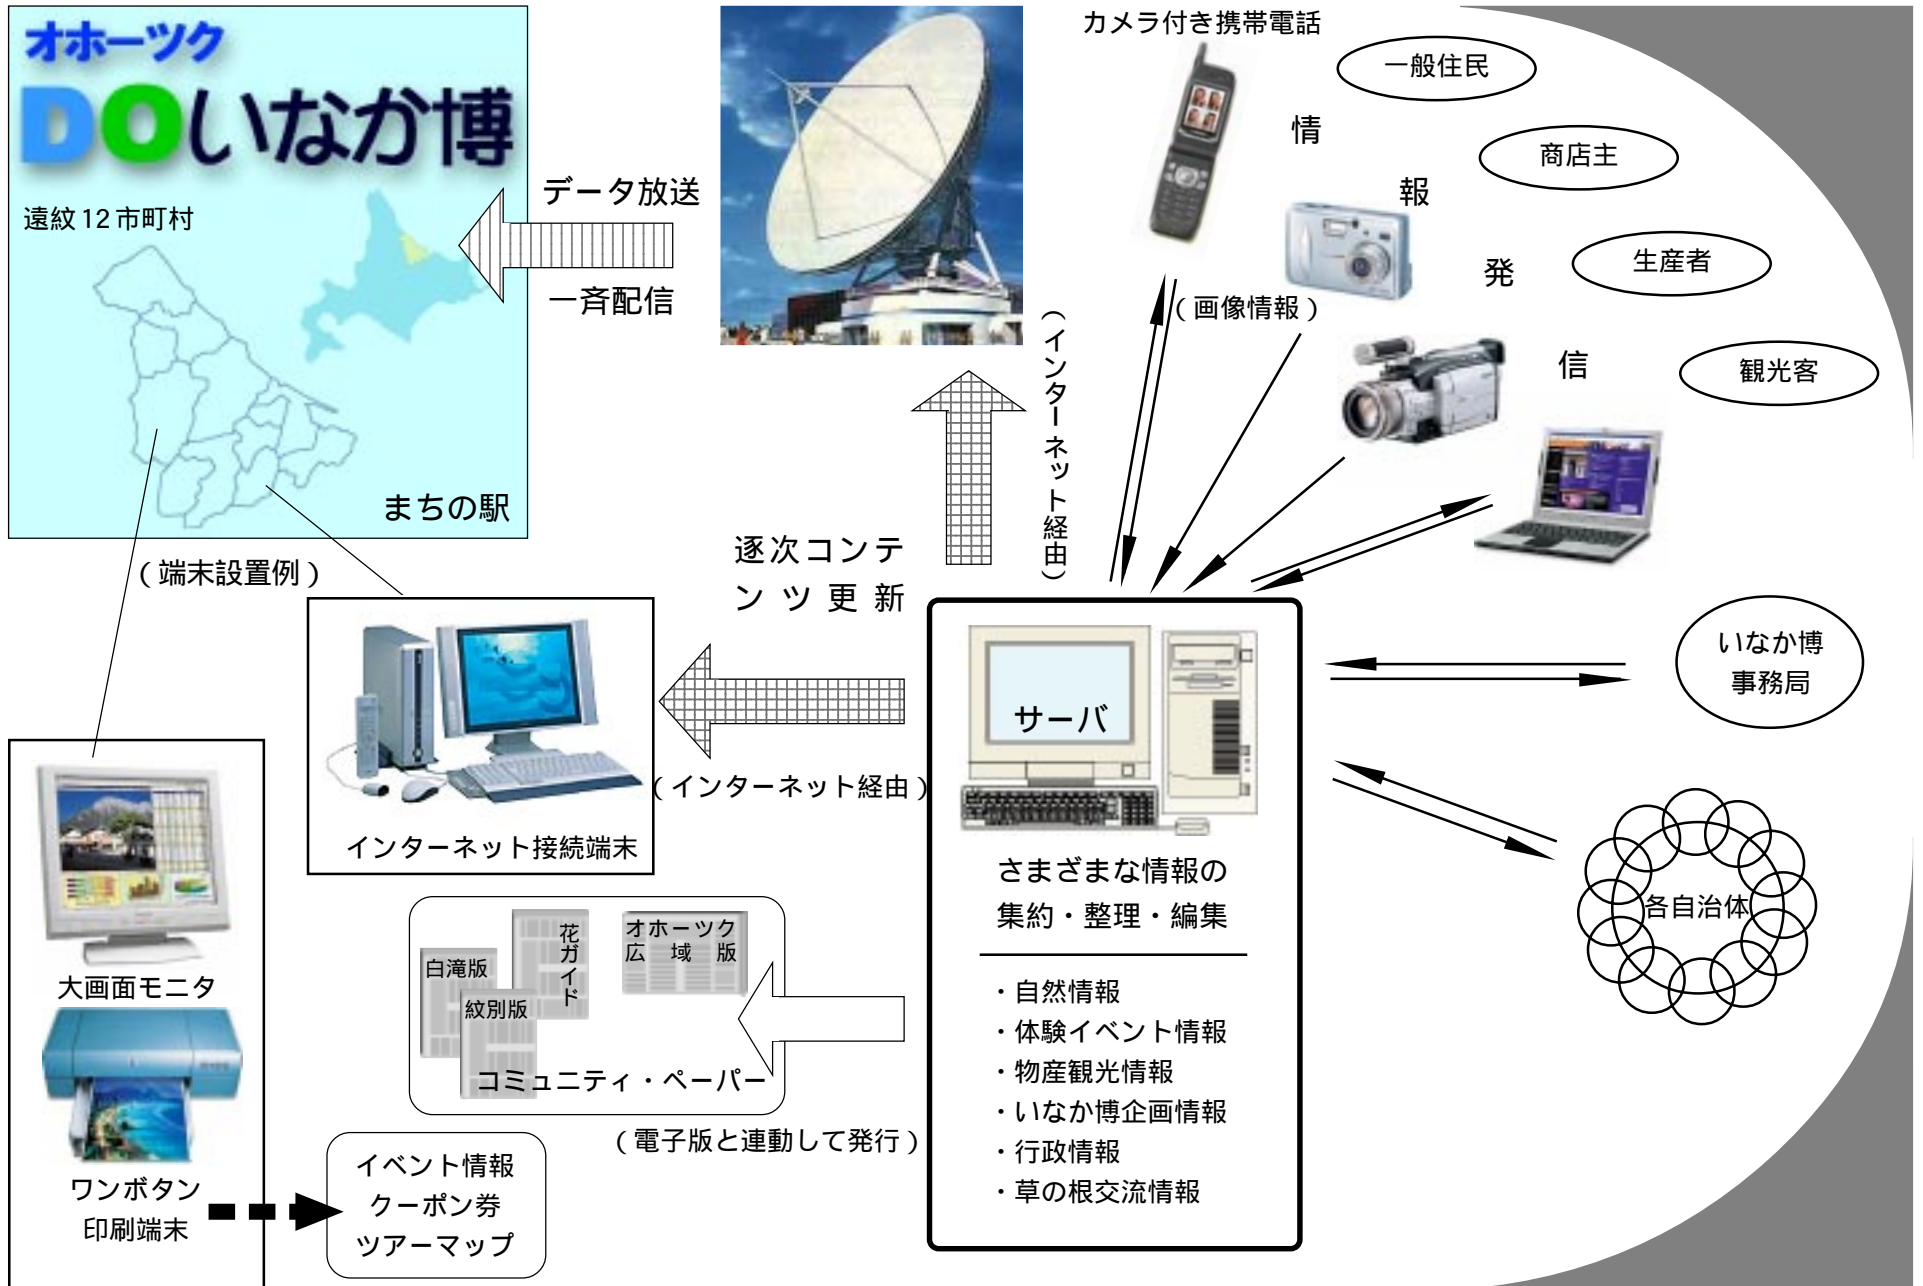 オホーツク
DOいなか博
遠紋12市町村
まちの駅
データ放送
一斉配信
カメラ付き携帯電話
情報発信
一般住民
商店主
生産者
観光客
(画像情報)
(インターネット経由)
逐次コンテ
ンツ更新
(端末設置例)
インターネット接続端末
(インターネット経由)
サーバ
さまざまな情報の
集約・整理・編集
・自然情報
・体験イベント情報
・物産観光情報
・いなか博企画情報
・行政情報
・草の根交流情報
いなか博
事務局
各自治体
大画面モニタ
ワンボタン
印刷端末
イベント情報
クーポン券
ツアーマップ
白滝版
紋別版
花ガイド
オホーツク
広域版
コミュニティ・ペーパー
(電子版と連動して発行)